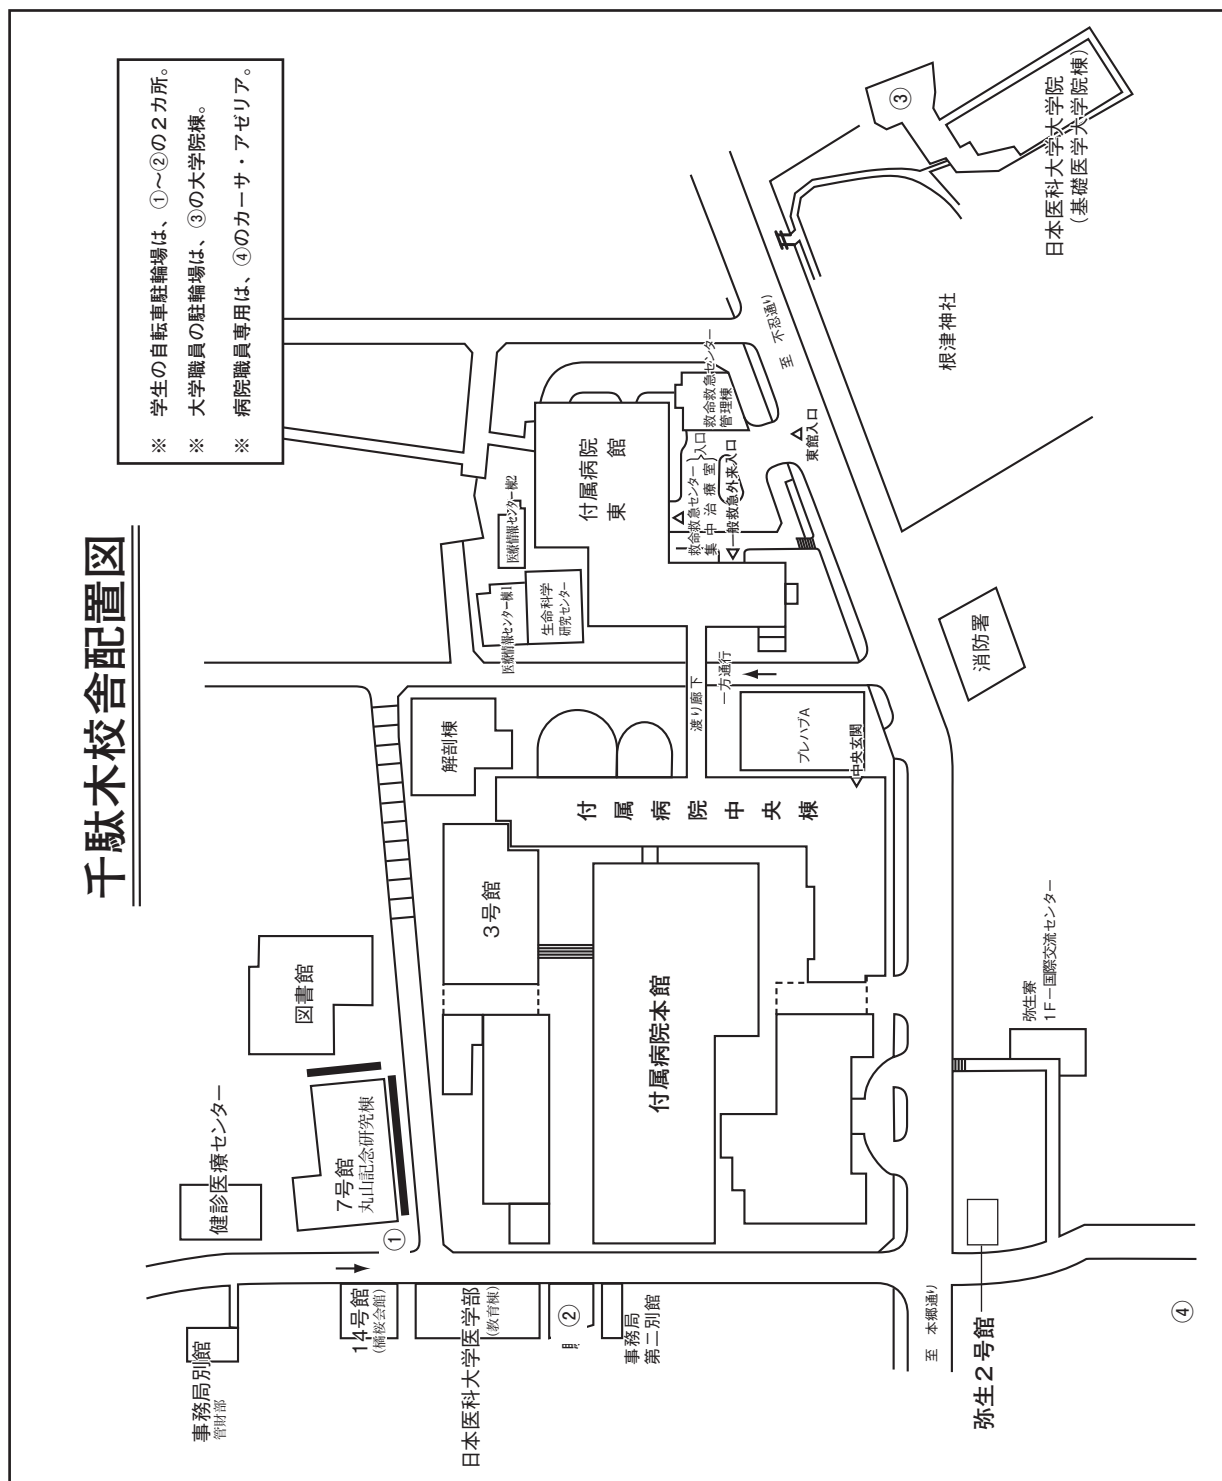 千駄木校舎配置図
※ 学生の自転車駐輪場は、①～②の2カ所。
※ 大学職員の駐輪場は、③の大学院棟。
※ 病院職員専用は、④のカーサ・アゼリア。
事務局別館
管財部
健診医療センター
14号館
(橘桜会館)
7号館
丸山記念研究棟
①
図書館
日本医科大学医学部
(教育棟)
②
事務局
第二別館
3号館
解剖棟
付属病院本館
付属病院中央棟
渡り廊下
一方通行
プレハブA
中央玄関
医療情報センター棟1
医療情報センター棟2
生命科学
研究センター
付属病院
東館
救命救急センター
集中治療室
入口
一般救急外来入口
救命救急センター
管理棟
東館入口
至 不忍通り
至 本郷通り
弥生2号館
弥生寮
1F－国際交流センター
消防署
根津神社
③
日本医科大学大学院
(基礎医学大学院棟)
④